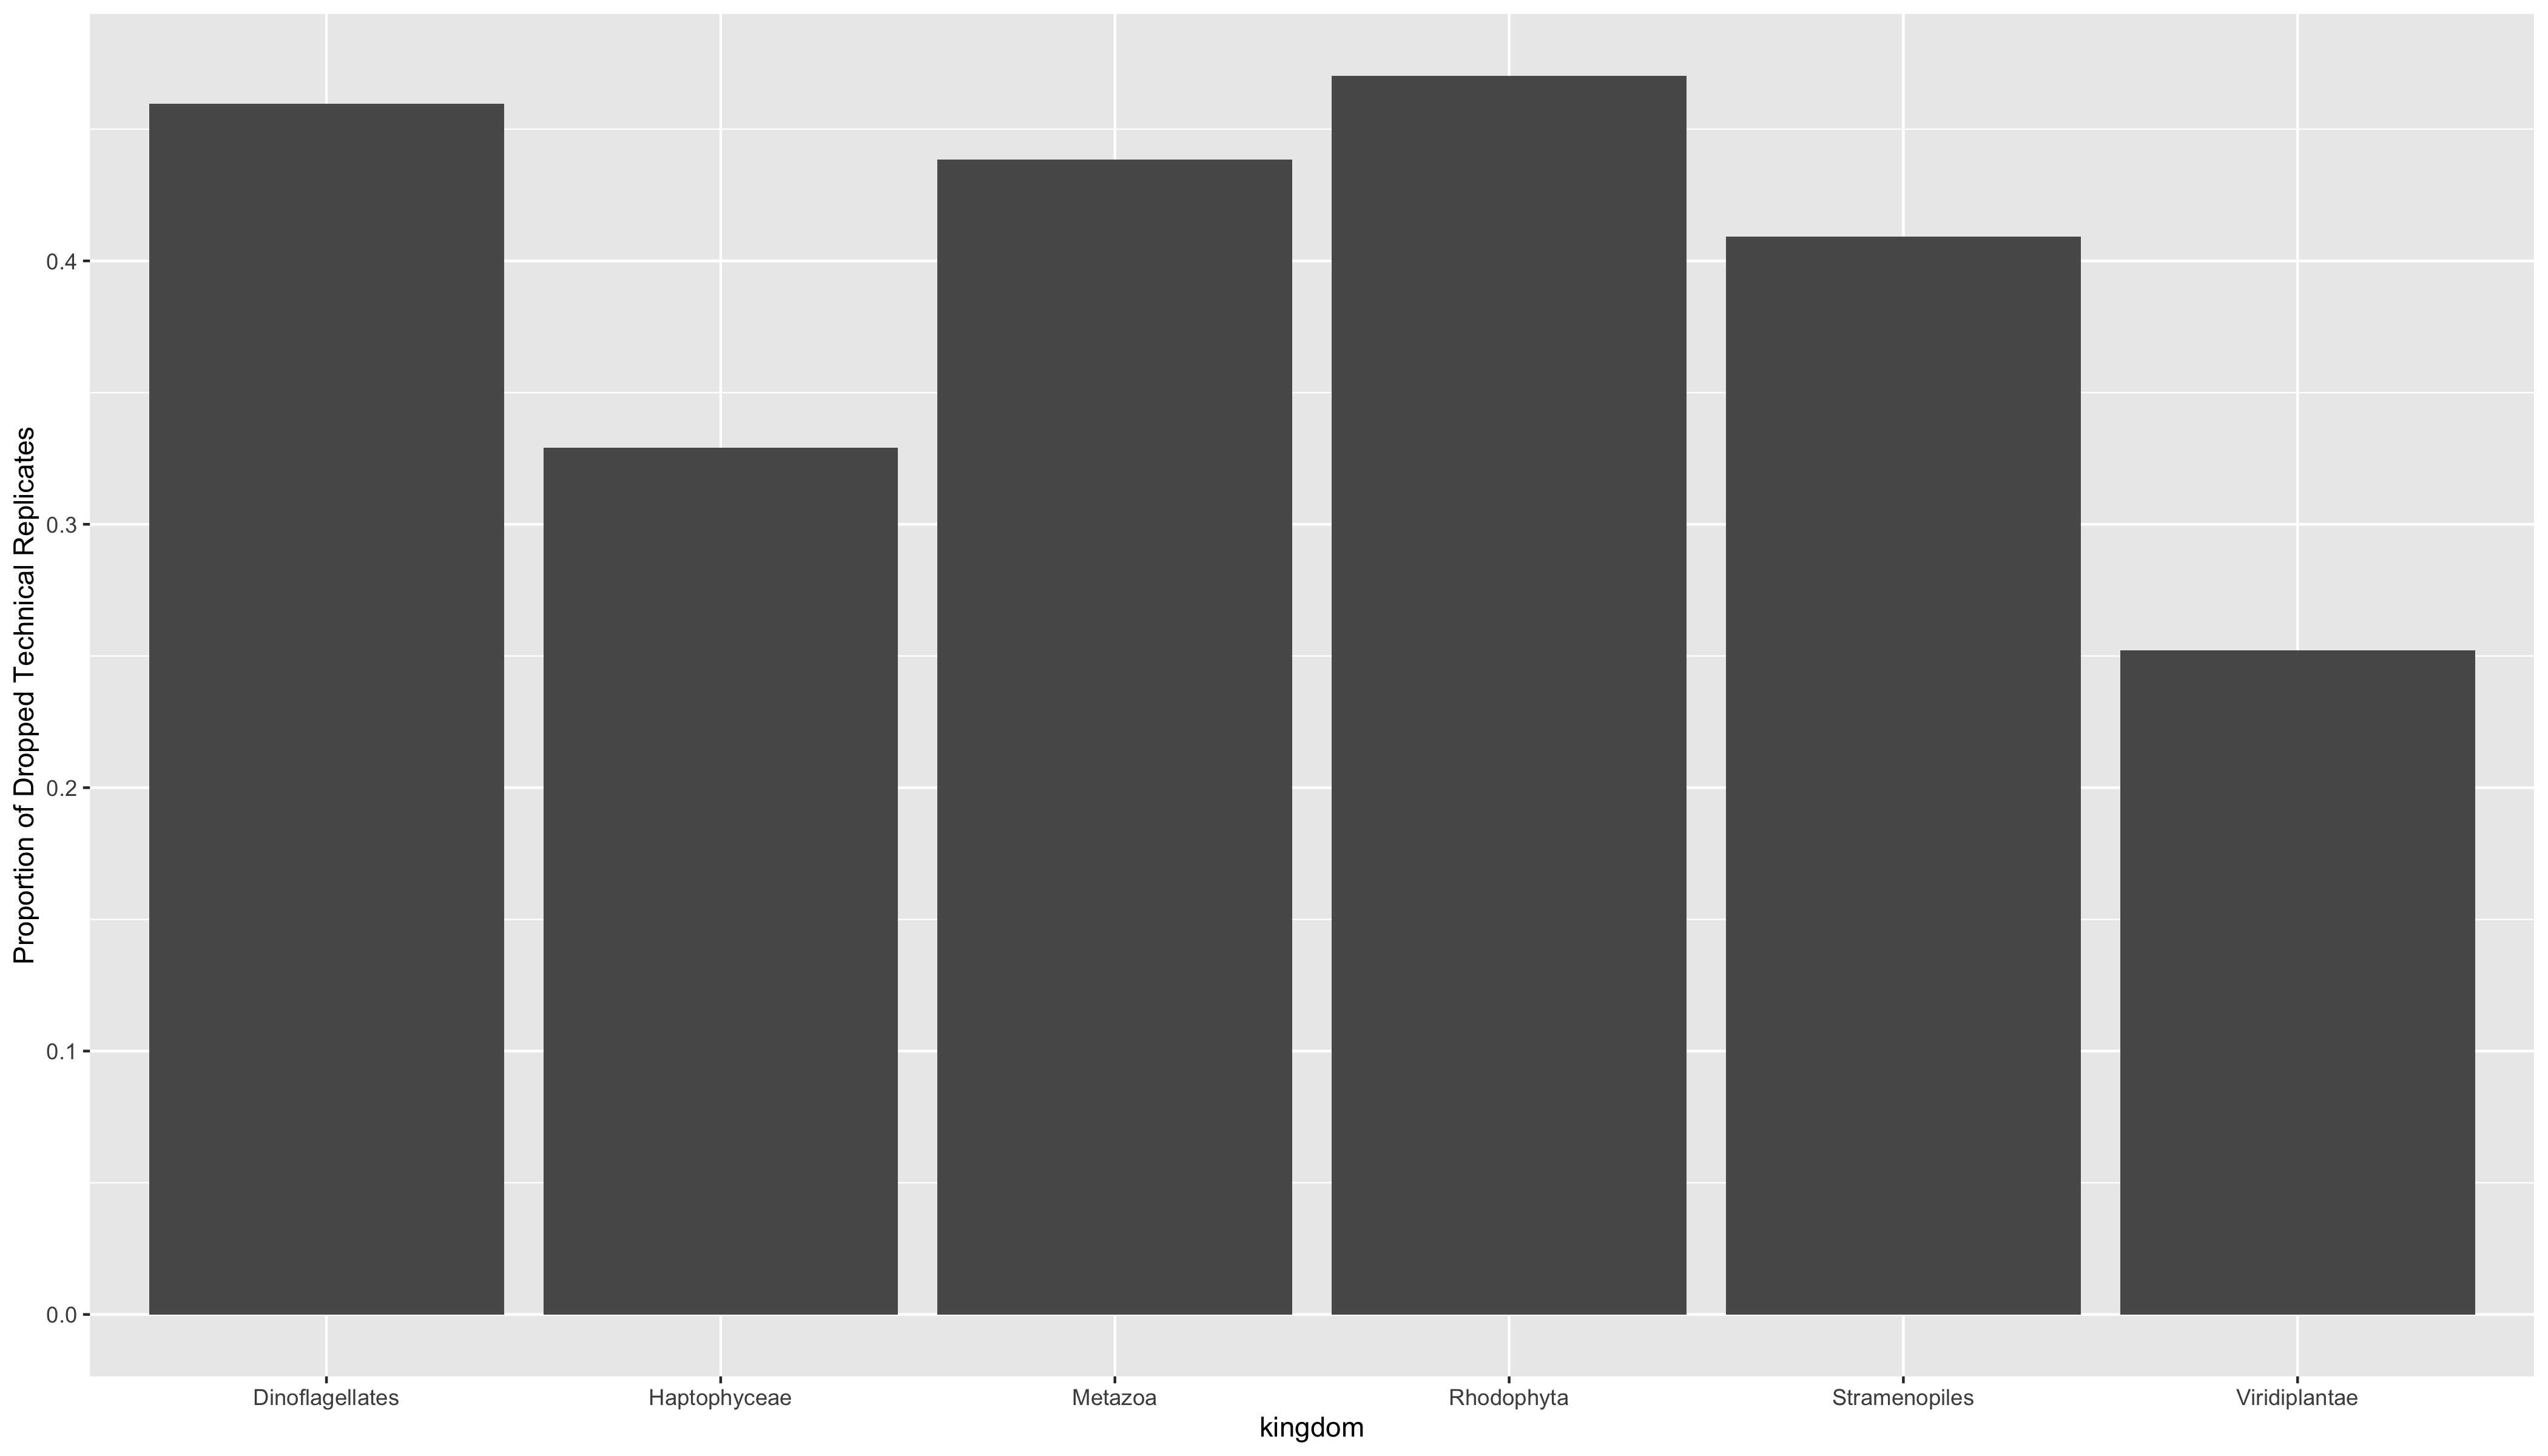 Proportion of Dropped Technical Replicates
0.4
0.3
0.2
0.1
0.0
Dinoflagellates Haptophyceae Metazoa Rhodophyta Stramenopiles Viridiplantae
kingdom